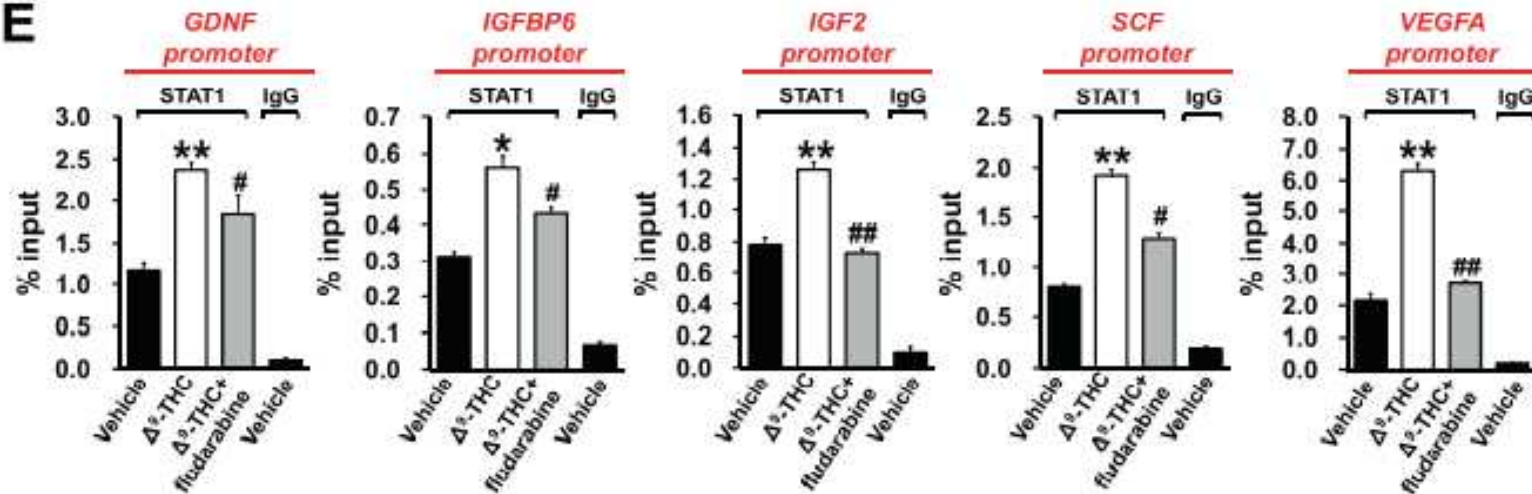 E
GDNF
promoter
STAT1 IgG
% input
3.0
2.5
2.0
1.5
1.0
0.5
0.0
**
#
Vehicle
Δ⁹-THC
Δ⁹-THC+
fludarabine
Vehicle
IGFBP6
promoter
STAT1 IgG
% input
0.7
0.6
0.5
0.4
0.3
0.2
0.1
0.0
*
#
Vehicle
Δ⁹-THC
Δ⁹-THC+
fludarabine
Vehicle
IGF2
promoter
STAT1 IgG
% input
1.6
1.4
1.2
1.0
0.8
0.6
0.4
0.2
0.0
**
##
Vehicle
Δ⁹-THC
Δ⁹-THC+
fludarabine
Vehicle
SCF
promoter
STAT1 IgG
% input
2.5
2.0
1.5
1.0
0.5
0.0
**
#
Vehicle
Δ⁹-THC
Δ⁹-THC+
fludarabine
Vehicle
VEGFA
promoter
STAT1 IgG
% input
8.0
7.0
6.0
5.0
4.0
3.0
2.0
1.0
0.0
**
##
Vehicle
Δ⁹-THC
Δ⁹-THC+
fludarabine
Vehicle